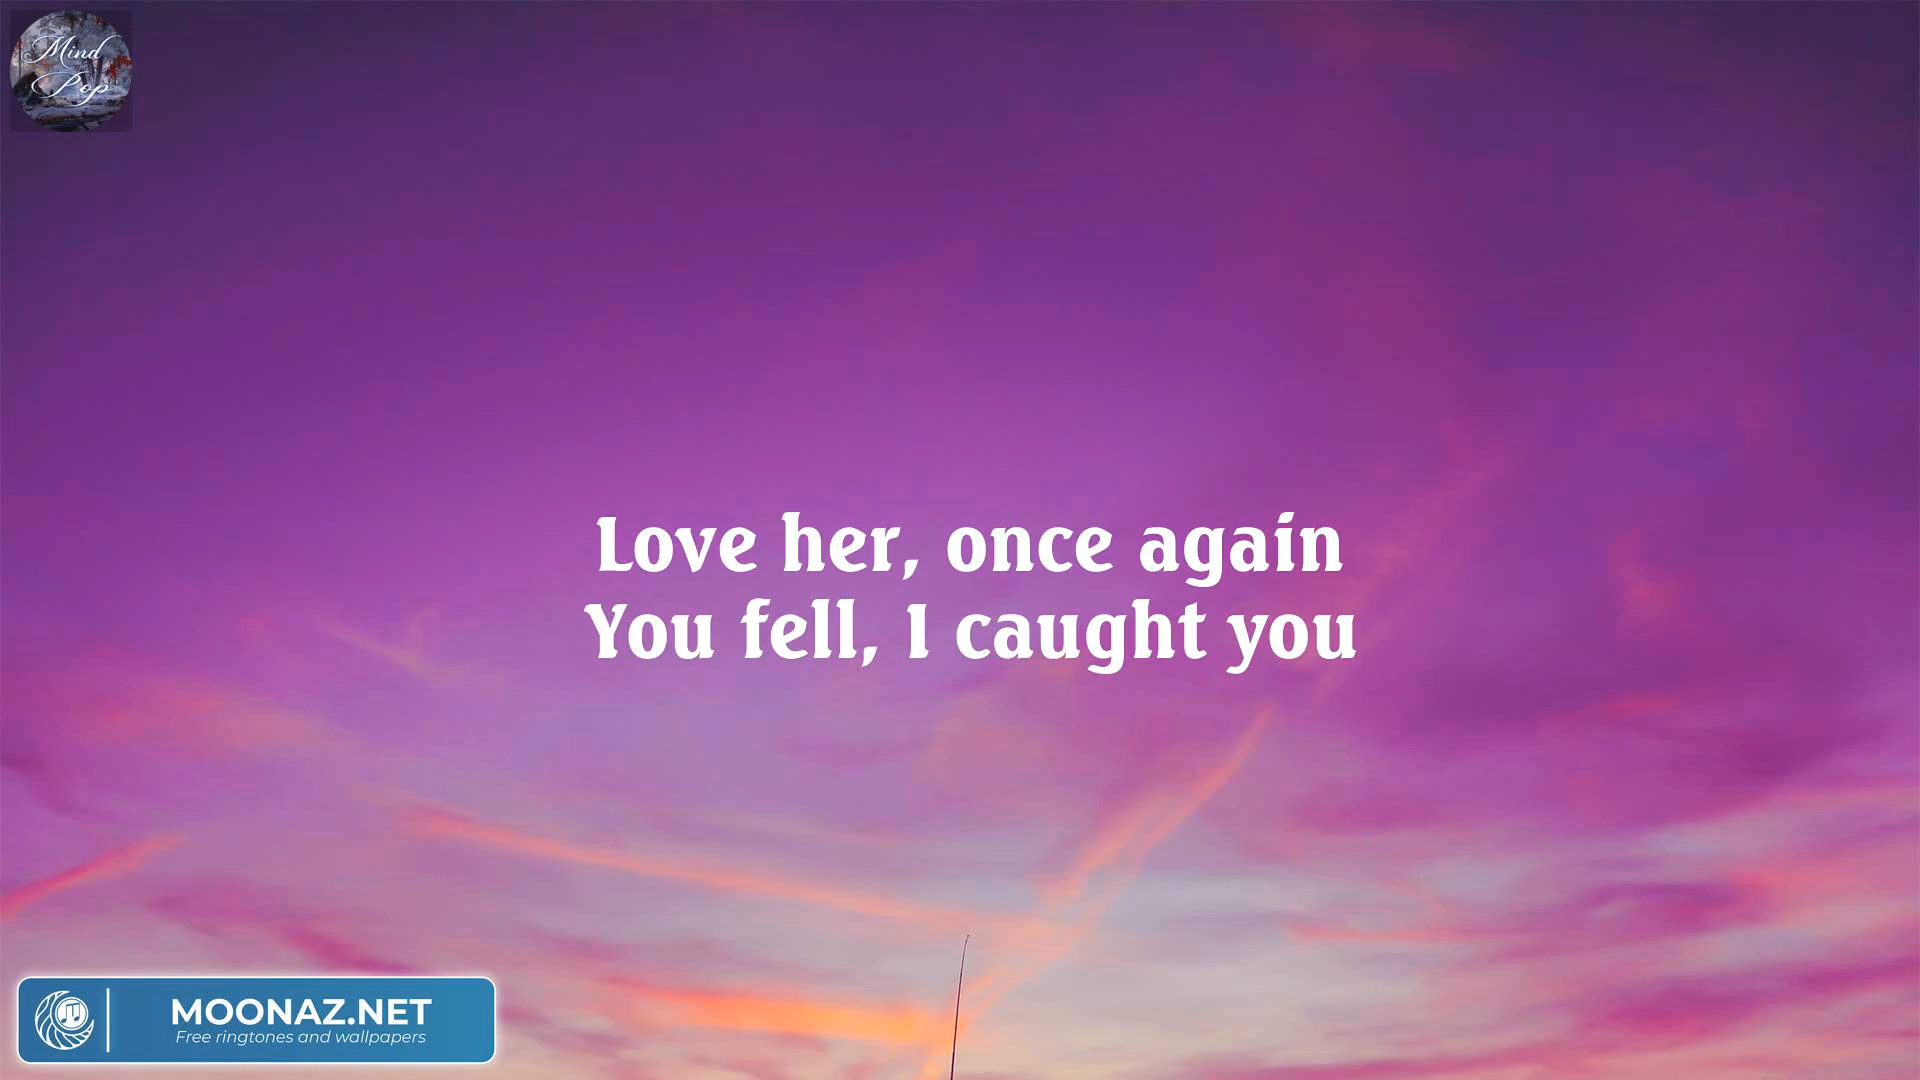 Mind
Pop
Love her, once again
You fell, I caught you
MOONAZ.NET
Free ringtones and wallpapers